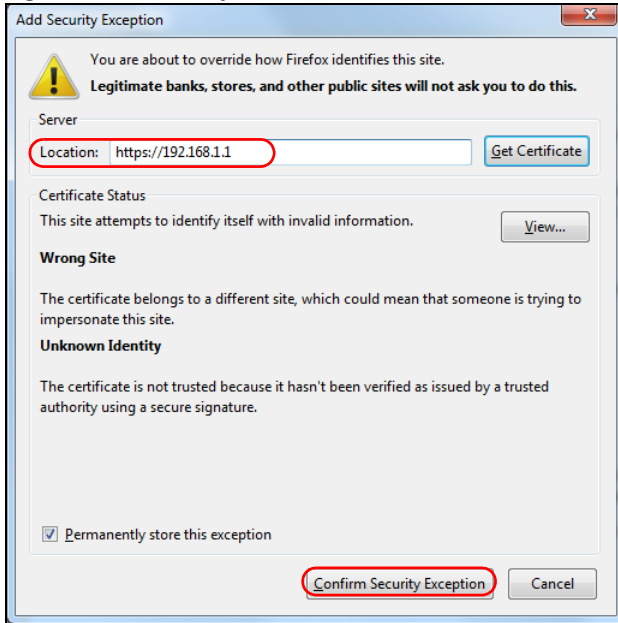 Add Security Exception
You are about to override how Firefox identifies this site.
Legitimate banks, stores, and other public sites will not ask you to do this.
Server
Location: https://192.168.1.1 Get Certificate
Certificate Status
This site attempts to identify itself with invalid information. View...
Wrong Site
The certificate belongs to a different site, which could mean that someone is trying to
impersonate this site.
Unknown Identity
The certificate is not trusted because it hasn't been verified as issued by a trusted
authority using a secure signature.
Permanently store this exception
Confirm Security Exception Cancel